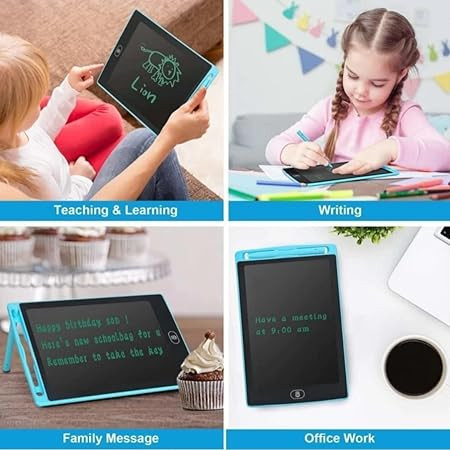 Lion
Teaching & Learning
Writing
Happy birthday son !
Here's new schoolbag for a
Remember to take the key
Family Message
Have a meeting
at 9:00 am
Office Work